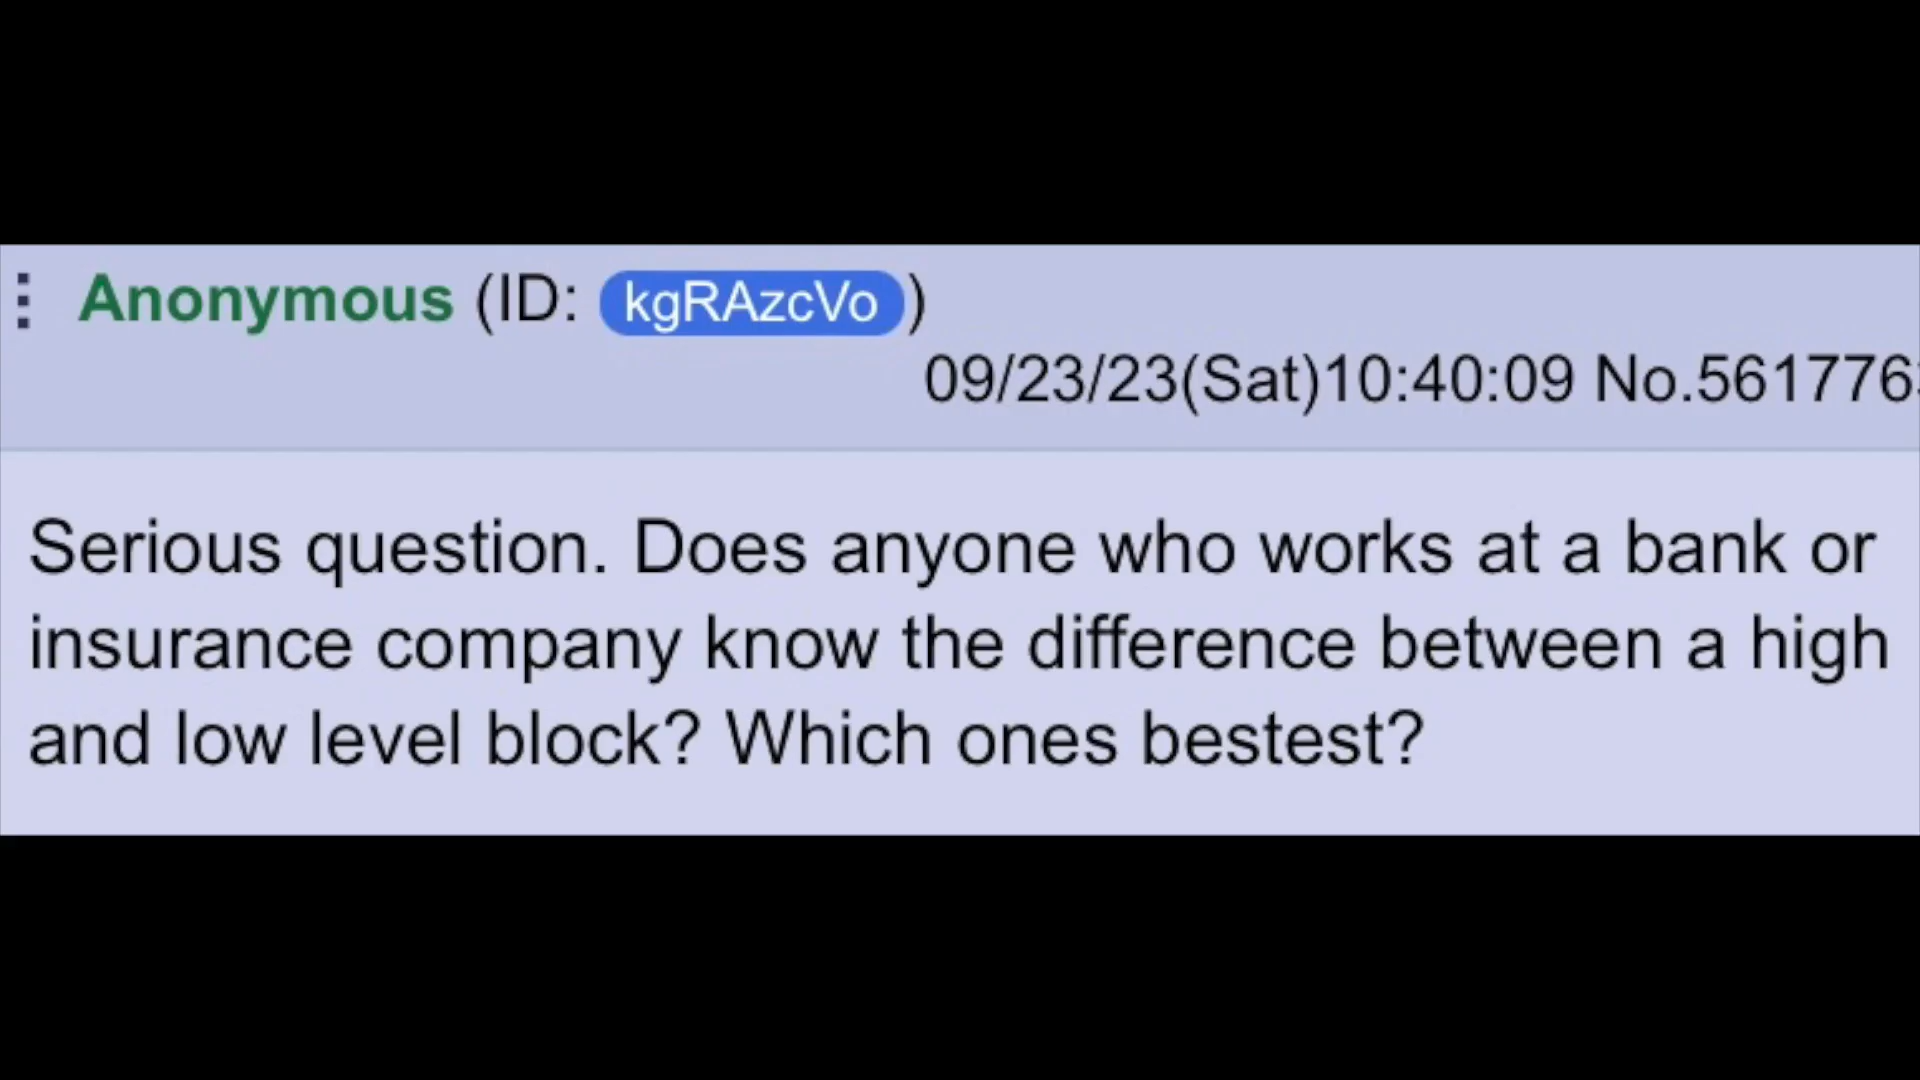 Anonymous (ID: kgRAzcVo)
09/23/23(Sat)10:40:09 No.5617763
Serious question. Does anyone who works at a bank or
insurance company know the difference between a high
and low level block? Which ones bestest?